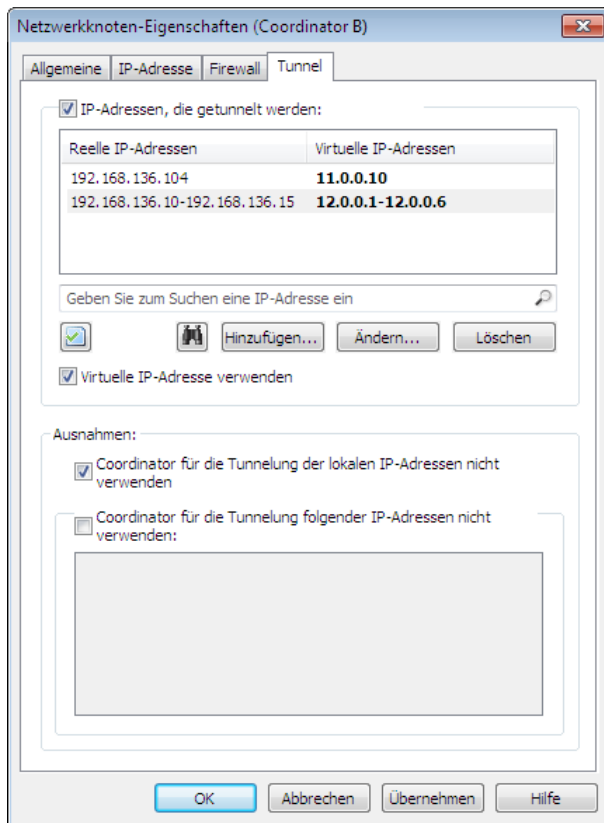 Netzwerkknoten-Eigenschaften (Coordinator B)
Allgemeine IP-Adresse Firewall Tunnel
IP-Adressen, die getunnelt werden:
Reelle IP-Adressen Virtuelle IP-Adressen
192.168.136.104 11.0.0.10
192.168.136.10-192.168.136.15 12.0.0.1-12.0.0.6
Geben Sie zum Suchen eine IP-Adresse ein
Hinzufügen... Ändern... Löschen
Virtuelle IP-Adresse verwenden
Ausnahmen:
Coordinator für die Tunnelung der lokalen IP-Adressen nicht
verwenden
Coordinator für die Tunnelung folgender IP-Adressen nicht
verwenden:
OK Abbrechen Übernehmen Hilfe